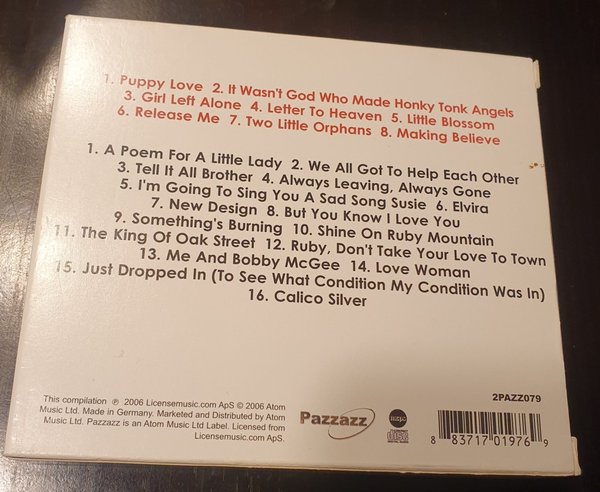 1. Puppy Love 2. It Wasn't God Who Made Honky Tonk Angels
3. Girl Left Alone 4. Letter To Heaven 5. Little Blossom
6. Release Me 7. Two Little Orphans 8. Making Believe
1. A Poem For A Little Lady 2. We All Got To Help Each Other
3. Tell It All Brother 4. Always Leaving, Always Gone
5. I'm Going To Sing You A Sad Song Susie 6. Elvira
7. New Design 8. But You Know I Love You
9. Something's Burning 10. Shine On Ruby Mountain
11. The King Of Oak Street 12. Ruby, Don't Take Your Love To Town
13. Me And Bobby McGee 14. Love Woman
15. Just Dropped In (To See What Condition My Condition Was In)
16. Calico Silver
This compilation ℗ 2006 Licensemusic.com ApS © 2006 Atom
Music Ltd. Made in Germany. Marketed and Distributed by Atom
Music Ltd. Pazzazz is an Atom Music Ltd Label. Licensed from
Licensemusic.com ApS.
Pazzazz
mcps
COMPACT
disc
DIGITAL AUDIO
2PAZZ079
8 83717 01976 9